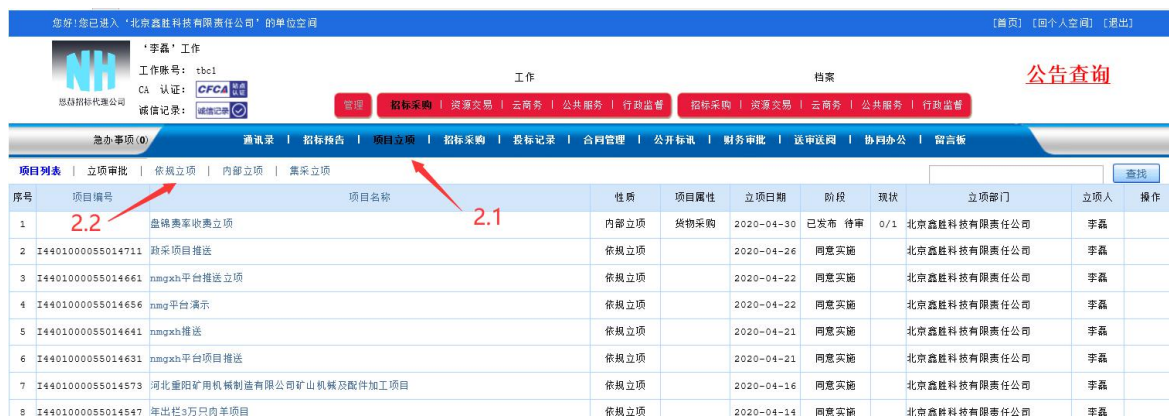 您好!您已进入‘北京鑫胜科技有限责任公司’的单位空间 [首页] [回个人空间] [退出]
NH
恩赫招标代理公司
‘李磊’工作
工作账号: tbc1
CA 认证: CFCA 站点认证
诚信记录: 诚信记录
工作 档案
公告查询
管理 招标采购 | 资源交易 | 云商务 | 公共服务 | 行政监督 招标采购 | 资源交易 | 云商务 | 公共服务 | 行政监督
急办事项(0) 通讯录 | 招标预告 | 项目立项 | 招标采购 | 投标记录 | 合同管理 | 公开标讯 | 财务审批 | 送审送阅 | 协同办公 | 留言板
项目列表 | 立项审批 | 依规立项 | 内部立项 | 集采立项 查找
序号 项目编号 项目名称 性质 项目属性 立项日期 阶段 现状 立项部门 立项人 操作
2.2 2.1
1 盘锦费率收费立项 内部立项 货物采购 2020-04-30 已发布 待审 0/1 北京鑫胜科技有限责任公司 李磊
2 I4401000055014711 政采项目推送 依规立项 2020-04-26 同意实施 北京鑫胜科技有限责任公司 李磊
3 I4401000055014661 nmgxh平台推送立项 依规立项 2020-04-22 同意实施 北京鑫胜科技有限责任公司 李磊
4 I4401000055014656 nmg平台演示 依规立项 2020-04-22 同意实施 北京鑫胜科技有限责任公司 李磊
5 I4401000055014641 nmgxh推送 依规立项 2020-04-21 同意实施 北京鑫胜科技有限责任公司 李磊
6 I4401000055014631 nmgxh平台项目推送 依规立项 2020-04-21 同意实施 北京鑫胜科技有限责任公司 李磊
7 I4401000055014573 河北重阳矿用机械制造有限公司矿山机械及配件加工项目 依规立项 2020-04-16 同意实施 北京鑫胜科技有限责任公司 李磊
8 I4401000055014547 年出栏3万只肉羊项目 依规立项 2020-04-14 同意实施 北京鑫胜科技有限责任公司 李磊